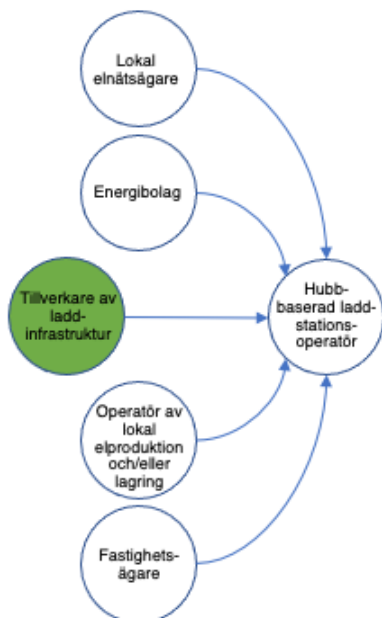 Lokal
elnätsägare
Energibolag
Tillverkare av
ladd-
infrastruktur
Hubb-
baserad ladd-
stations-
operatör
Operatör av
lokal
elproduktion
och/eller
lagring
Fastighets-
ägare